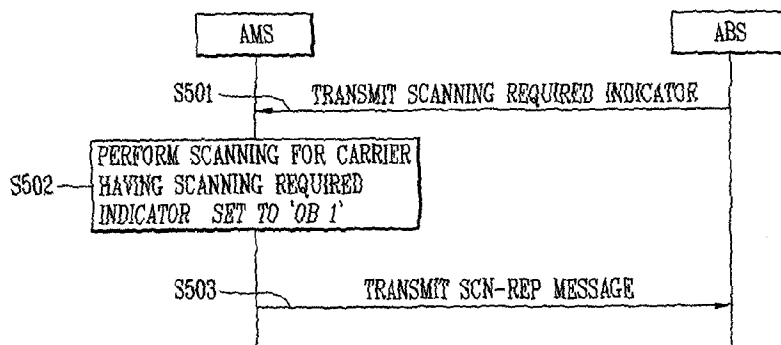 AMS
ABS
S501
TRANSMIT SCANNING REQUIRED INDICATOR
PERFORM SCANNING FOR CARRIER
S502
HAVING SCANNING REQUIRED
INDICATOR SET TO 'OB 1'
S503
TRANSMIT SCN-REP MESSAGE